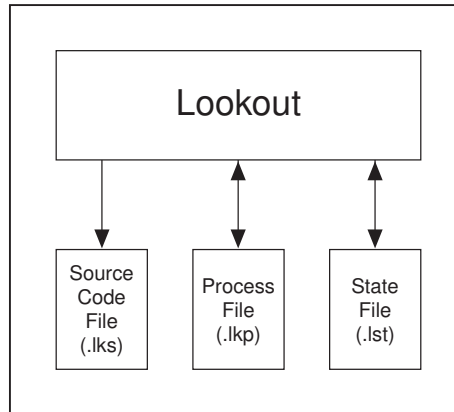 Lookout
Source
Code
File
(.lks)
Process
File
(.lkp)
State
File
(.lst)